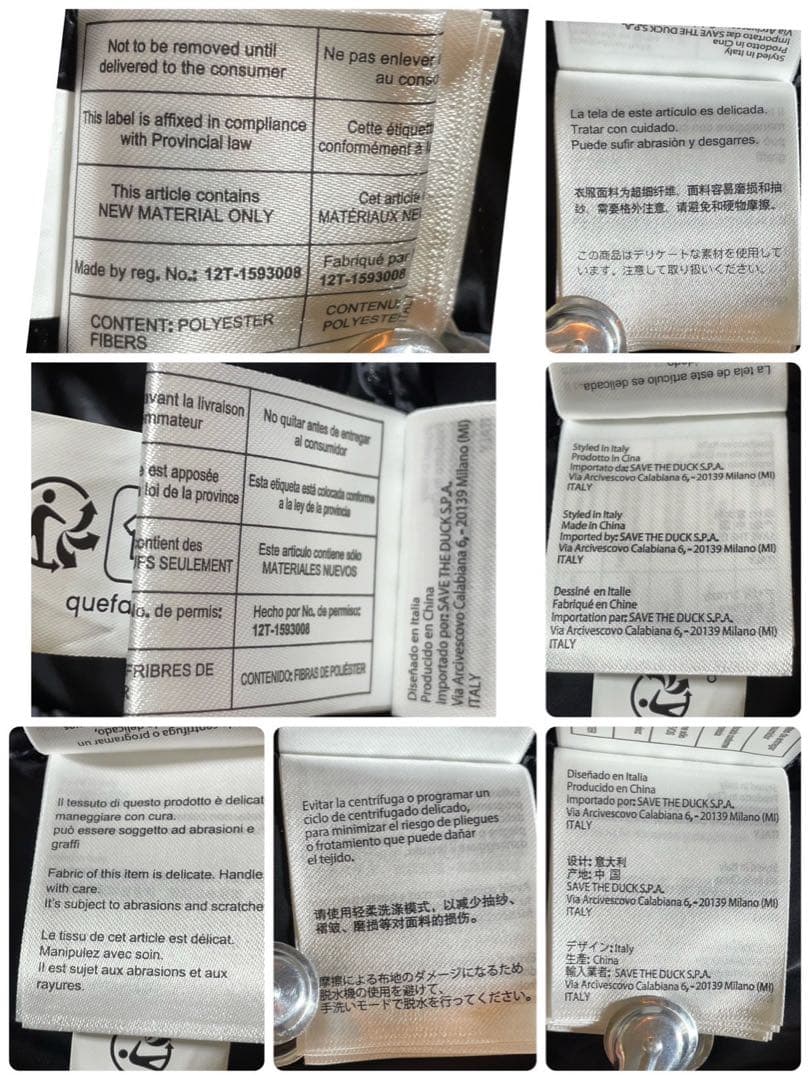 Not to be removed until
delivered to the consumer
Ne pas enlever
au conso
This label is affixed in compliance
with Provincial law
Cette étiquett
conformément à l
This article contains
NEW MATERIAL ONLY
Cet article
MATÉRIAUX NE
Made by reg. No.: 12T-1593008
Fabriqué par
12T-1593008
CONTENT: POLYESTER
FIBERS
CONTENU:
POLYESTE
Styled in Italy
Prodotto in Cina
Importato da: SAVE THE DUCK S.P.A.
La tela de este artículo es delicada.
Tratar con cuidado.
Puede sufir abrasiòn y desgarres.
衣服面料为超细纤维，面料容易磨损和抽
纱，需要格外注意，请避免和硬物摩擦。
この商品はデリケートな素材を使用して
います。注意して取り扱いください。
avant la livraison
mmateur
No quitar antes de entregar
al consumidor
e est apposée
loi de la province
Esta etiqueta está colocada conforme
a la ley de la provincia
ontient des
FS SEULEMENT
Este articulo contiene sólo
MATERIALES NUEVOS
o. de permis:
Hecho por No. de permiso:
12T-1593008
FRIBRES DE
R
CONTENIDO: FIBRAS DE POLIÉSTER
quefa
Diseñado en Italia
Producido en China
Importado por: SAVE THE DUCK S.P.A.
Via Arcivescovo Calabiana 6,- 20139 Milano (MI)
ITALY
La tela de este artículo es delicada
Styled in Italy
Prodotto in Cina
Importato da: SAVE THE DUCK S.P.A.
Via Arcivescovo Calabiana 6,- 20139 Milano (MI)
ITALY
Styled in Italy
Made in China
Imported by: SAVE THE DUCK S.P.A.
Via Arcivescovo Calabiana 6,- 20139 Milano (MI)
ITALY
Dessiné en Italie
Fabriqué en Chine
Importation par: SAVE THE DUCK S.P.A.
Via Arcivescovo Calabiana 6,- 20139 Milano (MI)
ITALY
centrífuga o programar un
delicado,
Il tessuto di questo prodotto è delicat
maneggiare con cura.
può essere soggetto ad abrasioni e
graffi
Fabric of this item is delicate. Handle
with care.
It's subject to abrasions and scratche
Le tissu de cet article est délicat.
Manipulez avec soin.
Il est sujet aux abrasions et aux
rayures.
Evitar la centrífuga o programar un
ciclo de centrifugado delicado,
para minimizar el riesgo de pliegues
o frotamiento que puede dañar
el tejido.
请使用轻柔洗涤模式，以减少抽纱、
褶皱、磨损等对面料的损伤。
摩擦による布地のダメージになるため
脱水機の使用を避けて、
手洗いモードで脱水を行ってください。
Diseñado en Italia
Producido en China
Importado por: SAVE THE DUCK S.P.A.
Via Arcivescovo Calabiana 6,- 20139 Milano (MI)
ITALY
设计: 意大利
产地: 中 国
SAVE THE DUCK S.P.A.
Via Arcivescovo Calabiana 6,- 20139 Milano (MI)
ITALY
デザイン:Italy
生産: China
輸入業者: SAVE THE DUCK S.P.A.
Via Arcivescovo Calabiana 6,- 20139 Milano (MI)
ITALY